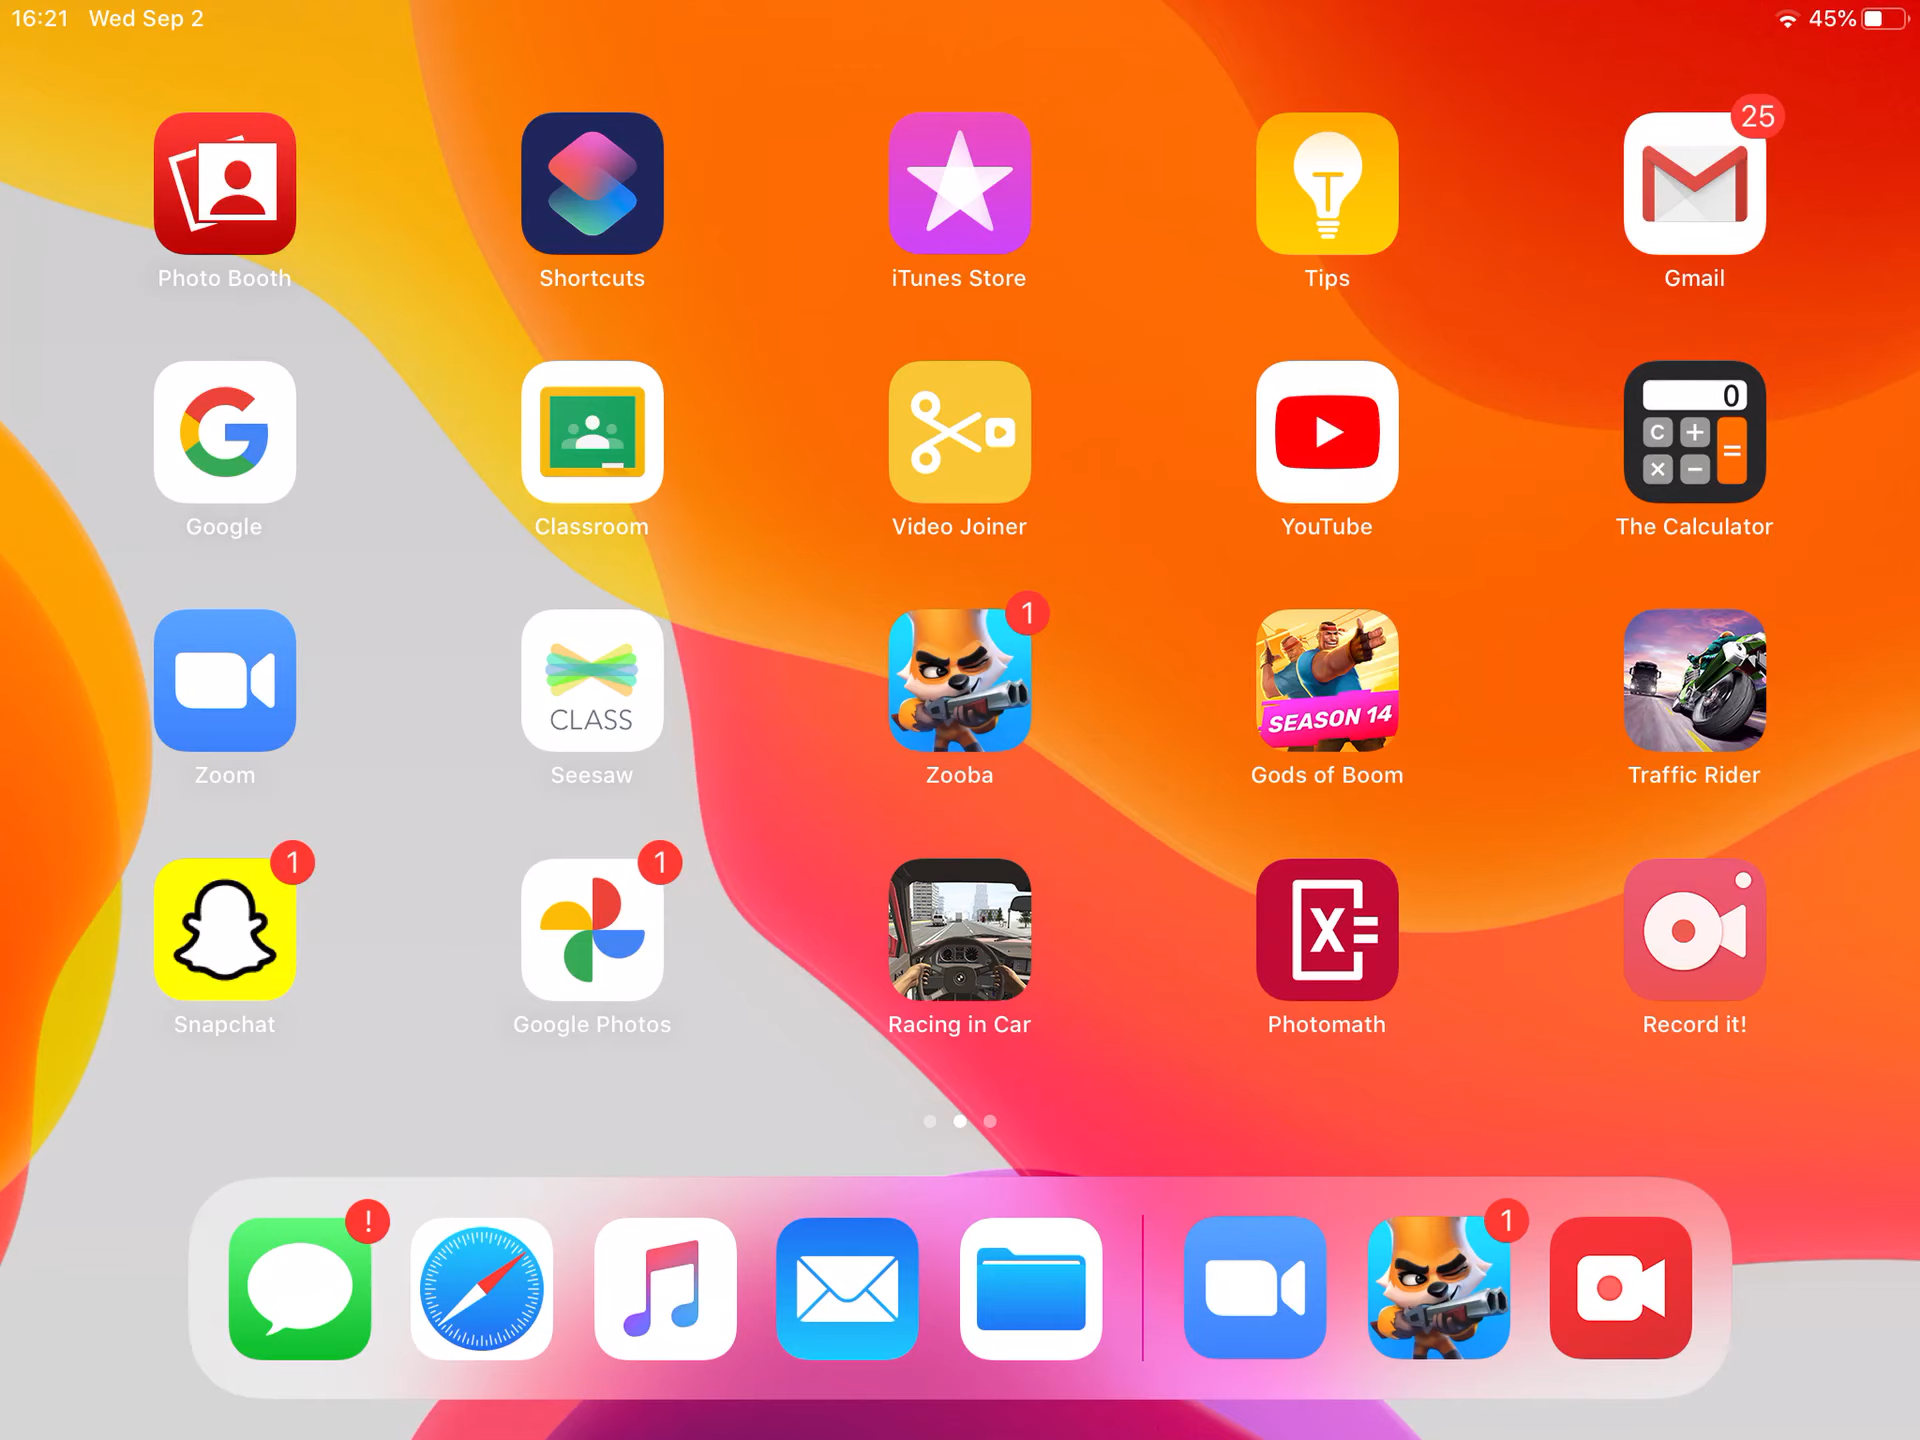 16:21 Wed Sep 2
45%
25
Photo Booth
Shortcuts
iTunes Store
Tips
Gmail
0
C + × − =
Google
Classroom
Video Joiner
YouTube
The Calculator
CLASS
1
SEASON 14
Zoom
Seesaw
Zooba
Gods of Boom
Traffic Rider
1
1
X=
Snapchat
Google Photos
Racing in Car
Photomath
Record it!
!
1